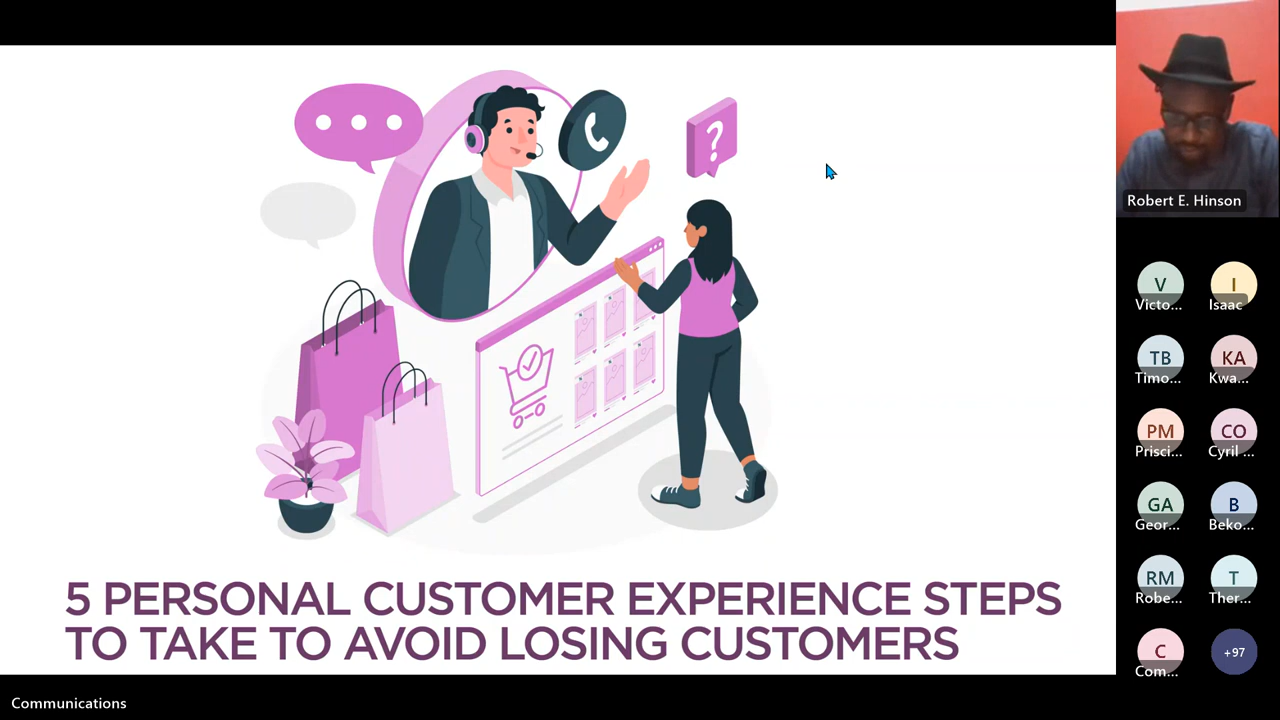 ?
5 PERSONAL CUSTOMER EXPERIENCE STEPS
TO TAKE TO AVOID LOSING CUSTOMERS
Communications
Robert E. Hinson
V
Victo...
I
Isaac
TB
Timo...
KA
Kwa...
PM
Prisci...
CO
Cyril ...
GA
Geor...
B
Beko...
RM
Robe...
T
Ther...
C
Com...
+97